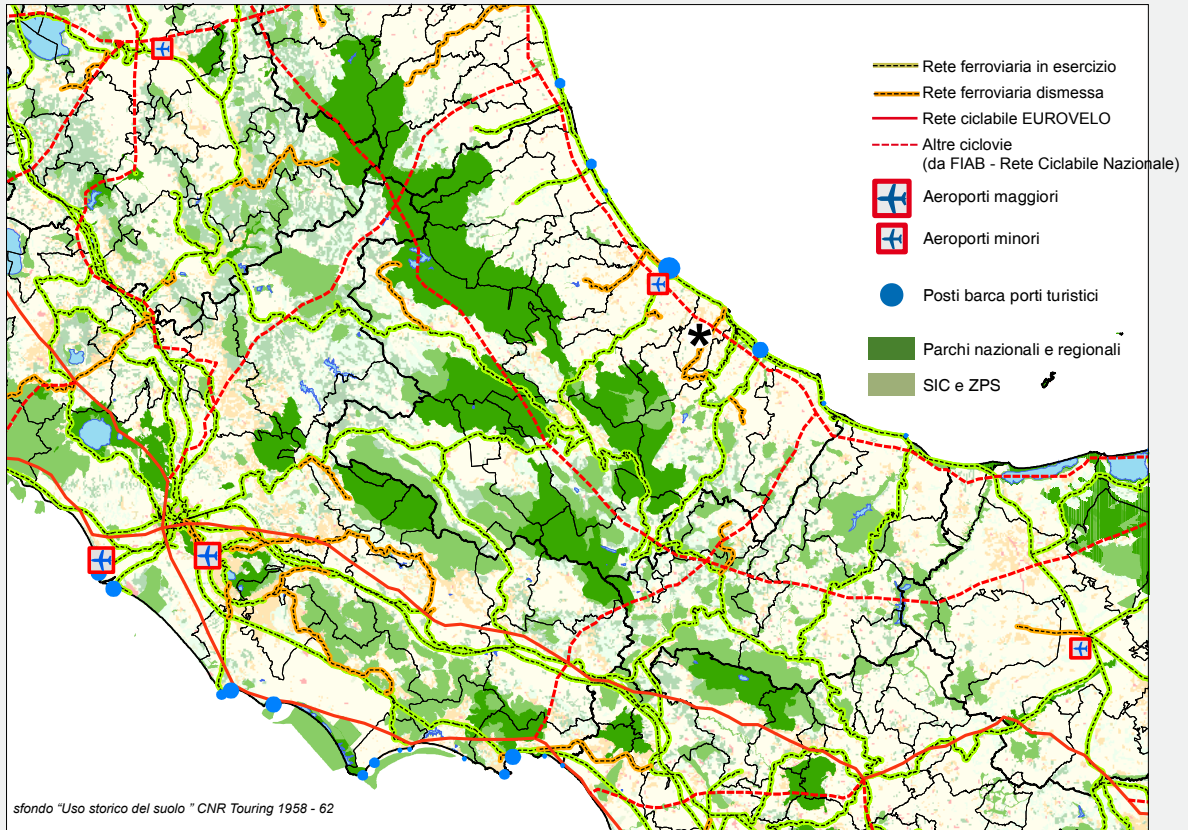 Rete ferroviaria in esercizio
Rete ferroviaria dismessa
Rete ciclabile EUROVELO
Altre ciclovie
(da FIAB - Rete Ciclabile Nazionale)
Aeroporti maggiori
Aeroporti minori
Posti barca porti turistici
Parchi nazionali e regionali
SIC e ZPS
*
sfondo "Uso storico del suolo " CNR Touring 1958 - 62